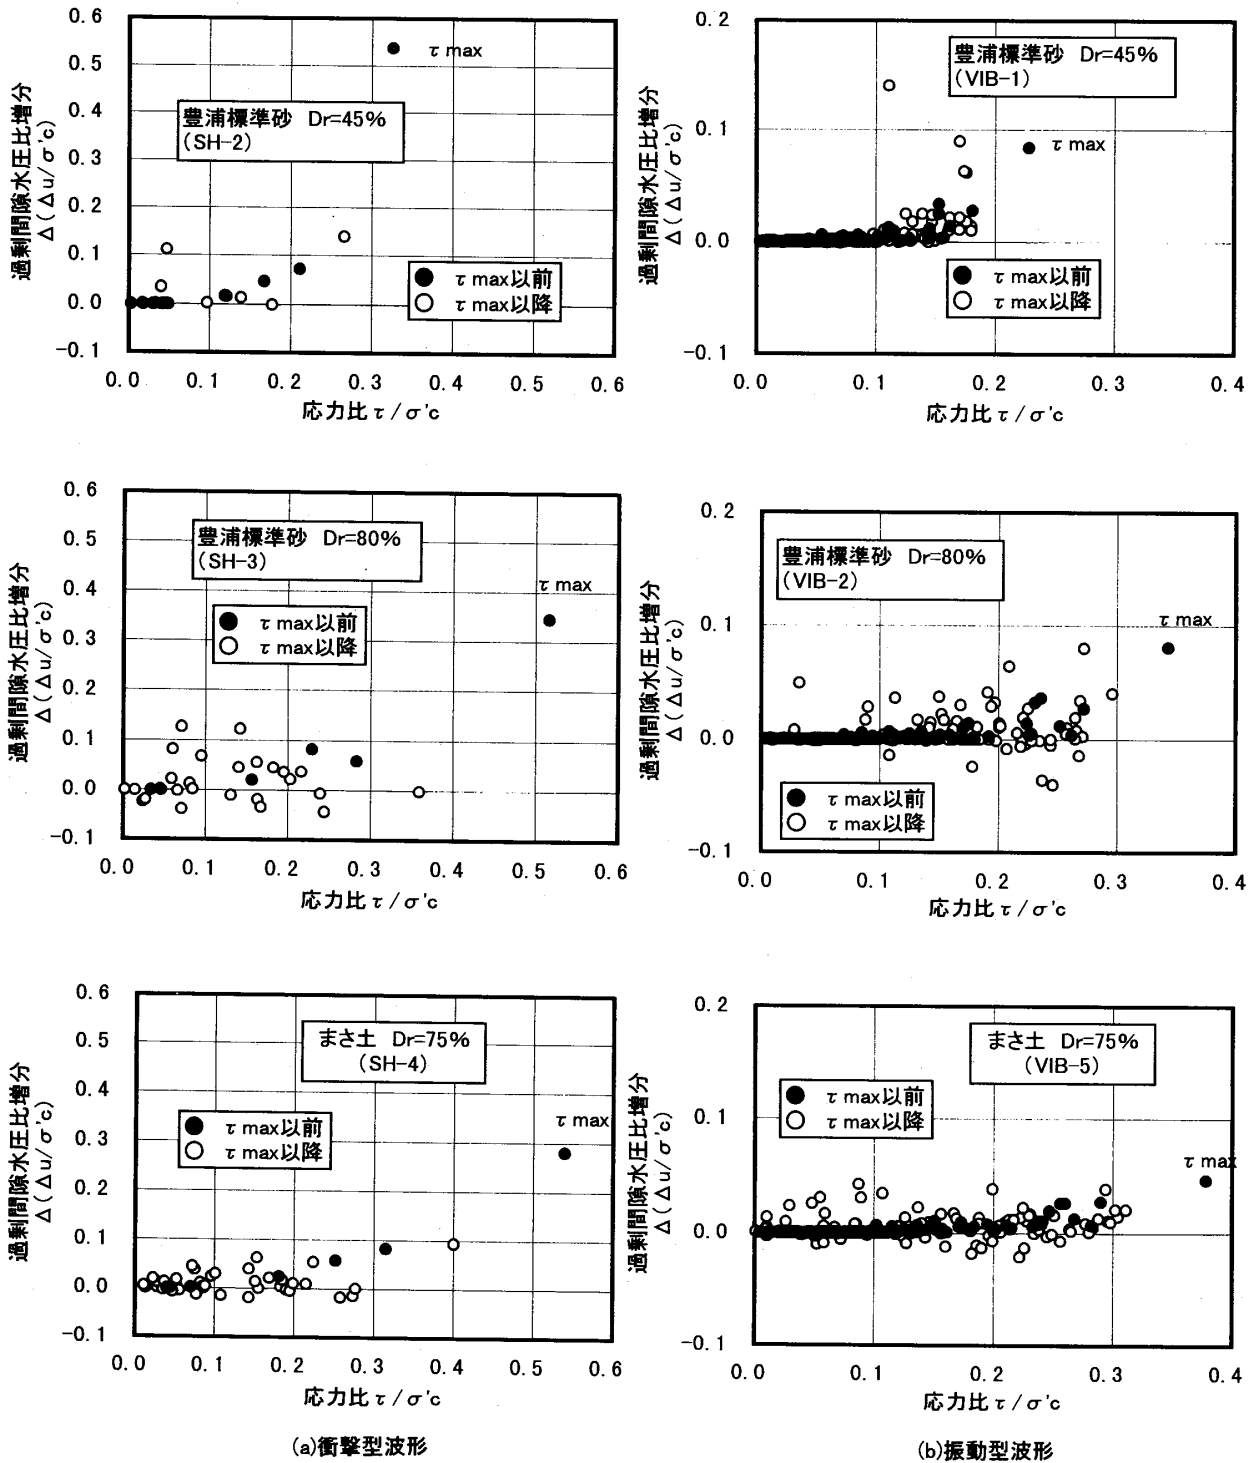 0.6
0.5
0.4
0.3
0.2
0.1
0.0
-0.1
過剰間隙水圧比増分
Δ(Δu/σ'c)
τ max
豊浦標準砂 Dr=45%
(SH-2)
τ max以前
τ max以降
0.0 0.1 0.2 0.3 0.4 0.5 0.6
応力比 τ/σ'c
0.2
0.1
0.0
-0.1
過剰間隙水圧比増分
Δ(Δu/σ'c)
豊浦標準砂 Dr=45%
(VIB-1)
τ max
τ max以前
τ max以降
0.0 0.1 0.2 0.3 0.4
応力比 τ/σ'c
0.6
0.5
0.4
0.3
0.2
0.1
0.0
-0.1
過剰間隙水圧比増分
Δ(Δu/σ'c)
豊浦標準砂 Dr=80%
(SH-3)
τ max
τ max以前
τ max以降
0.0 0.1 0.2 0.3 0.4 0.5 0.6
応力比 τ/σ'c
0.2
0.1
0.0
-0.1
過剰間隙水圧比増分
Δ(Δu/σ'c)
豊浦標準砂 Dr=80%
(VIB-2)
τ max
τ max以前
τ max以降
0.0 0.1 0.2 0.3 0.4
応力比 τ/σ'c
0.6
0.5
0.4
0.3
0.2
0.1
0.0
-0.1
過剰間隙水圧比増分
Δ(Δu/σ'c)
まさ土 Dr=75%
(SH-4)
τ max以前
τ max以降
τ max
0.0 0.1 0.2 0.3 0.4 0.5 0.6
応力比 τ/σ'c
(a)衝撃型波形
0.2
0.1
0.0
-0.1
過剰間隙水圧比増分
Δ(Δu/σ'c)
まさ土 Dr=75%
(VIB-5)
τ max以前
τ max以降
τ max
0.0 0.1 0.2 0.3 0.4
応力比 τ/σ'c
(b)振動型波形